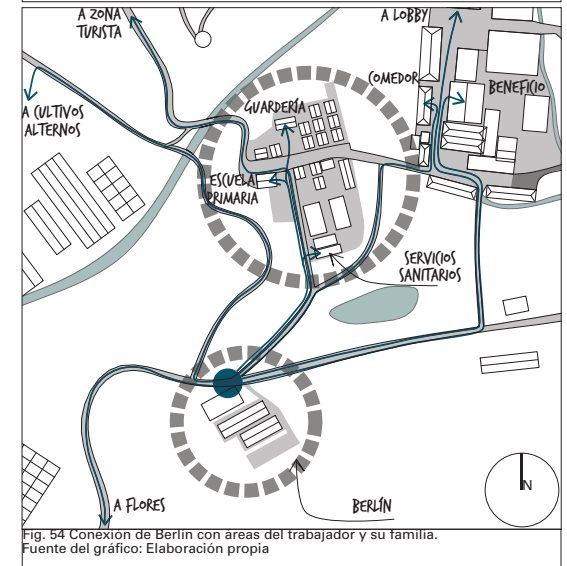 A ZONA
TURISTA
A LOBBY
COMEDOR
BENEFICIO
A CULTIVOS
ALTERNOS
GUARDERÍA
ESCUELA
PRIMARIA
SERVICIOS
SANITARIOS
A FLORES
BERLÍN
N
Fig. 54 Conexión de Berlín con áreas del trabajador y su familia.
Fuente del gráfico: Elaboración propia